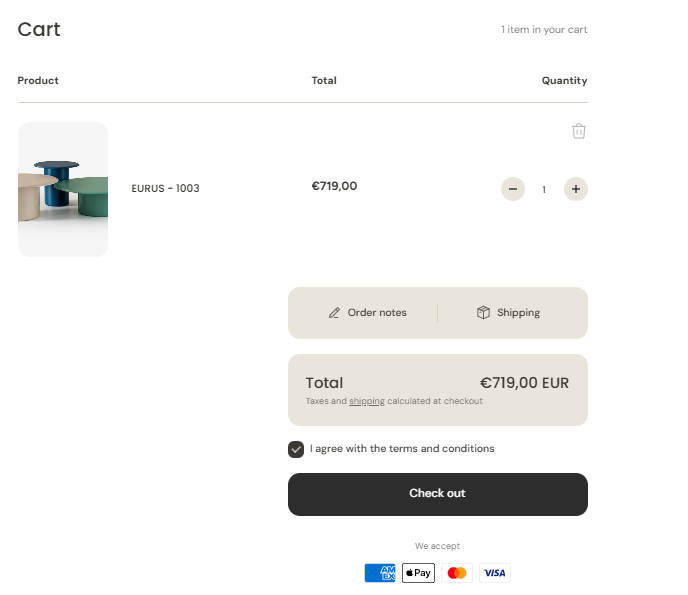 Cart
1 item in your cart
Product Total Quantity
EURUS - 1003 €719,00 1
Order notes Shipping
Total €719,00 EUR
Taxes and shipping calculated at checkout
I agree with the terms and conditions
Check out
We accept
AMEX Pay VISA